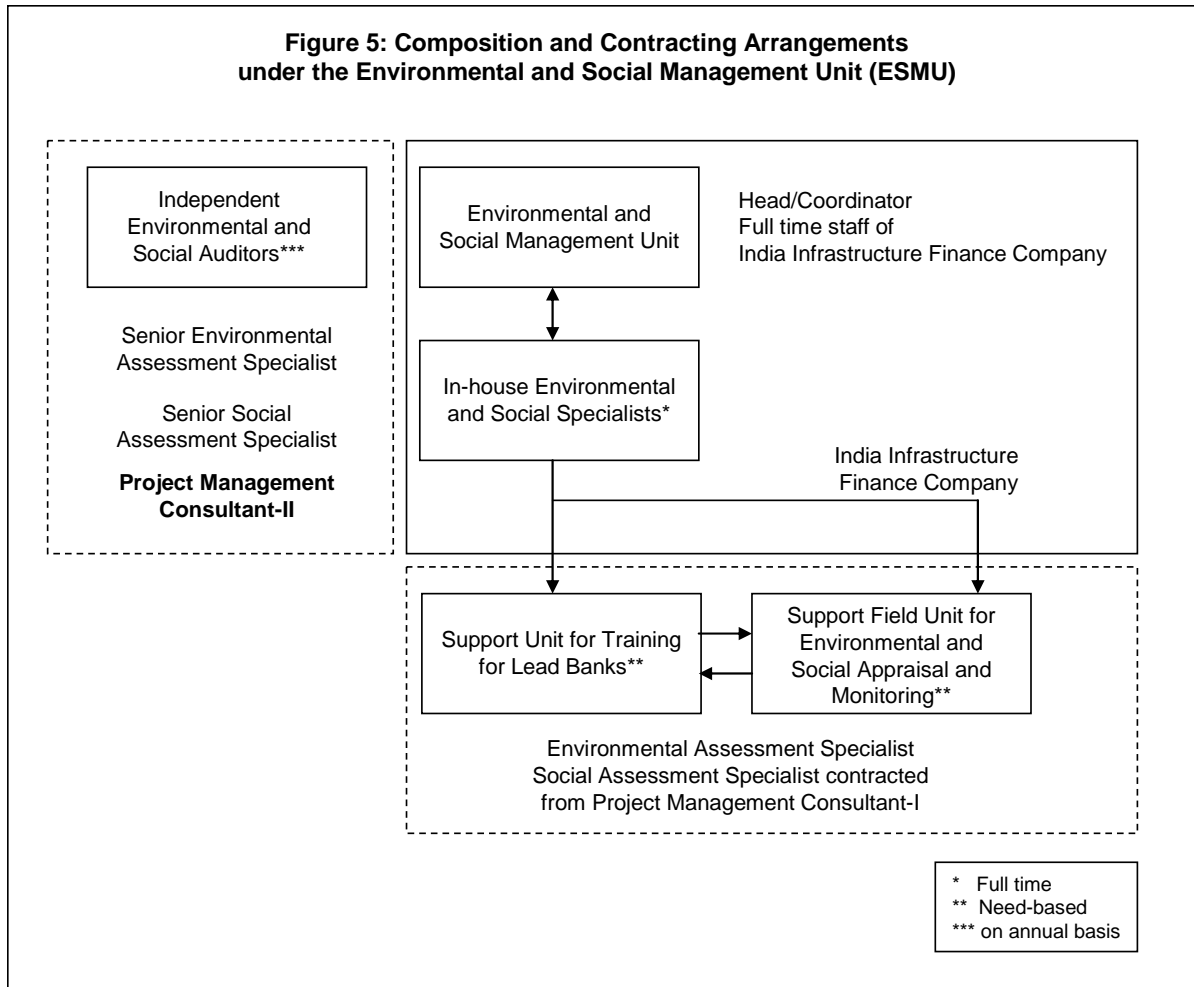 Figure 5: Composition and Contracting Arrangements
under the Environmental and Social Management Unit (ESMU)
Independent
Environmental and
Social Auditors***
Senior Environmental
Assessment Specialist
Senior Social
Assessment Specialist
Project Management
Consultant-II
Environmental and
Social Management Unit
Head/Coordinator
Full time staff of
India Infrastructure Finance Company
In-house Environmental
and Social Specialists*
India Infrastructure
Finance Company
Support Unit for Training
for Lead Banks**
Support Field Unit for
Environmental and
Social Appraisal and
Monitoring**
Environmental Assessment Specialist
Social Assessment Specialist contracted
from Project Management Consultant-I
* Full time
** Need-based
*** on annual basis